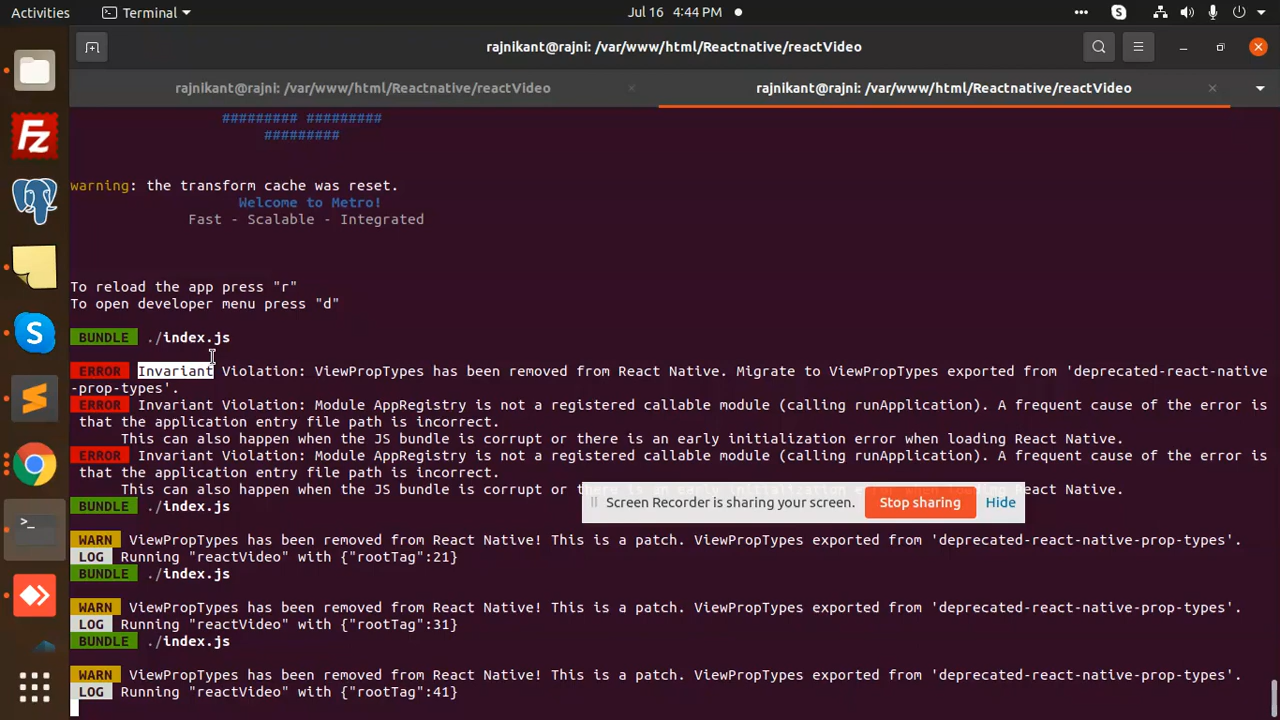 Activities
Terminal
Jul 16 4:44 PM
rajnikant@rajni: /var/www/html/Reactnative/reactVideo
rajnikant@rajni: /var/www/html/Reactnative/reactVideo
rajnikant@rajni: /var/www/html/Reactnative/reactVideo
######### #########
#########
warning: the transform cache was reset.
Welcome to Metro!
Fast - Scalable - Integrated
To reload the app press "r"
To open developer menu press "d"
BUNDLE ./index.js
ERROR Invariant Violation: ViewPropTypes has been removed from React Native. Migrate to ViewPropTypes exported from 'deprecated-react-native
-prop-types'.
ERROR Invariant Violation: Module AppRegistry is not a registered callable module (calling runApplication). A frequent cause of the error is
that the application entry file path is incorrect.
This can also happen when the JS bundle is corrupt or there is an early initialization error when loading React Native.
ERROR Invariant Violation: Module AppRegistry is not a registered callable module (calling runApplication). A frequent cause of the error is
that the application entry file path is incorrect.
This can also happen when the JS bundle is corrupt or there is an early initialization error when loading React Native.
Screen Recorder is sharing your screen. Stop sharing Hide
BUNDLE ./index.js
WARN ViewPropTypes has been removed from React Native! This is a patch. ViewPropTypes exported from 'deprecated-react-native-prop-types'.
LOG Running "reactVideo" with {"rootTag":21}
BUNDLE ./index.js
WARN ViewPropTypes has been removed from React Native! This is a patch. ViewPropTypes exported from 'deprecated-react-native-prop-types'.
LOG Running "reactVideo" with {"rootTag":31}
BUNDLE ./index.js
WARN ViewPropTypes has been removed from React Native! This is a patch. ViewPropTypes exported from 'deprecated-react-native-prop-types'.
LOG Running "reactVideo" with {"rootTag":41}